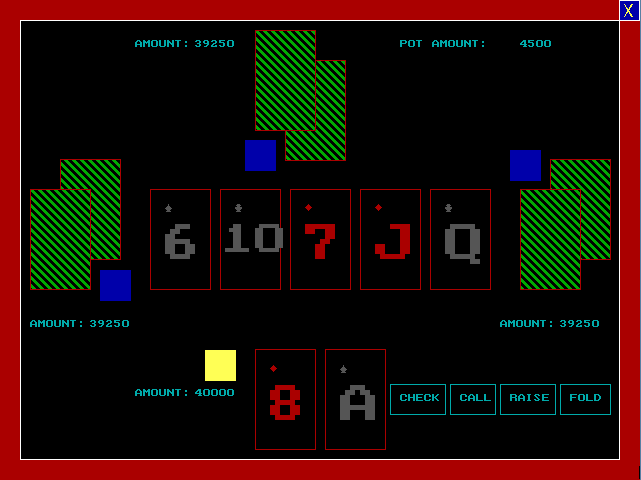 X
AMOUNT: 39250
POT AMOUNT: 4500
6 10 7 J Q
AMOUNT: 39250
AMOUNT: 39250
AMOUNT: 40000
8 A
CHECK CALL RAISE FOLD